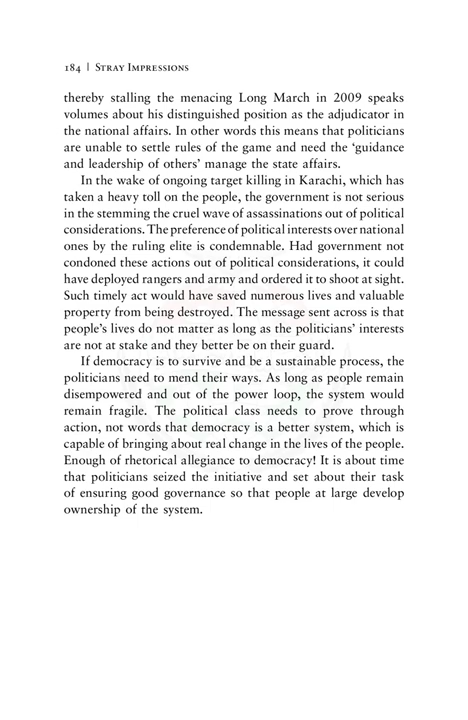 184 | Stray Impressions
thereby stalling the menacing Long March in 2009 speaks
volumes about his distinguished position as the adjudicator in
the national affairs. In other words this means that politicians
are unable to settle rules of the game and need the ‘guidance
and leadership of others’ manage the state affairs.
In the wake of ongoing target killing in Karachi, which has
taken a heavy toll on the people, the government is not serious
in the stemming the cruel wave of assassinations out of political
considerations. The preference of political interests over national
ones by the ruling elite is condemnable. Had government not
condoned these actions out of political considerations, it could
have deployed rangers and army and ordered it to shoot at sight.
Such timely act would have saved numerous lives and valuable
property from being destroyed. The message sent across is that
people’s lives do not matter as long as the politicians’ interests
are not at stake and they better be on their guard.
If democracy is to survive and be a sustainable process, the
politicians need to mend their ways. As long as people remain
disempowered and out of the power loop, the system would
remain fragile. The political class needs to prove through
action, not words that democracy is a better system, which is
capable of bringing about real change in the lives of the people.
Enough of rhetorical allegiance to democracy! It is about time
that politicians seized the initiative and set about their task
of ensuring good governance so that people at large develop
ownership of the system.